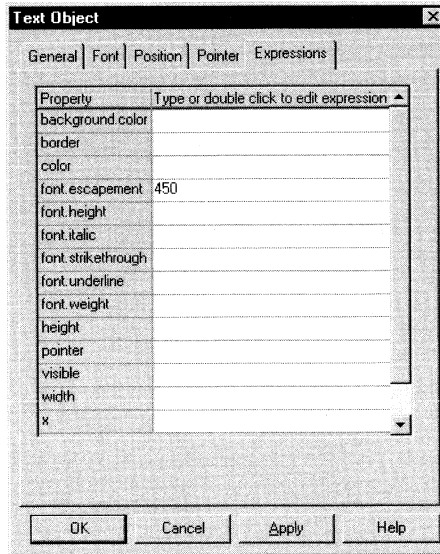 Text Object
General Font Position Pointer Expressions
Property Type or double click to edit expression
background.color
border
color
font.escapement 450
font.height
font.italic
font.strikethrough
font.underline
font.weight
height
pointer
visible
width
x
OK Cancel Apply Help